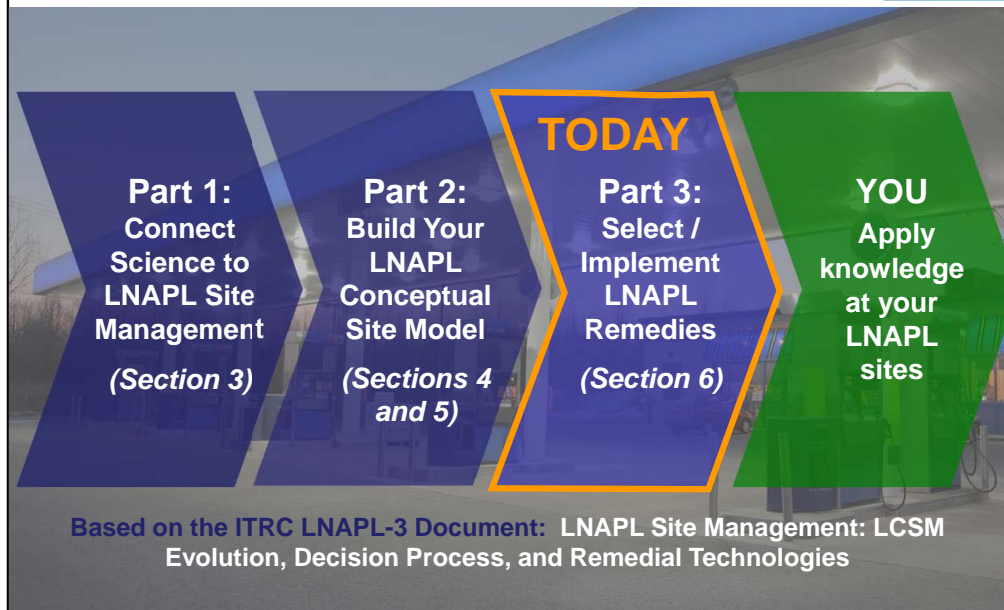 TODAY
Part 1:
Connect
Science to
LNAPL Site
Management
(Section 3)
Part 2:
Build Your
LNAPL
Conceptual
Site Model
(Sections 4
and 5)
Part 3:
Select /
Implement
LNAPL
Remedies
(Section 6)
YOU
Apply
knowledge
at your
LNAPL
sites
Based on the ITRC LNAPL-3 Document: LNAPL Site Management: LCSM
Evolution, Decision Process, and Remedial Technologies